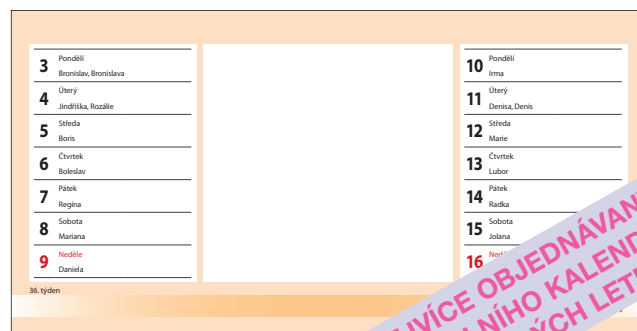 3 Pondělí
Bronislav, Bronislava
4 Úterý
Jindřiška, Rozálie
5 Středa
Boris
6 Čtvrtek
Boleslav
7 Pátek
Regína
8 Sobota
Mariana
9 Neděle
Daniela
36. týden
10 Pondělí
Irma
11 Úterý
Denisa, Denis
12 Středa
Marie
13 Čtvrtek
Lubor
14 Pátek
Radka
15 Sobota
Jolana
16